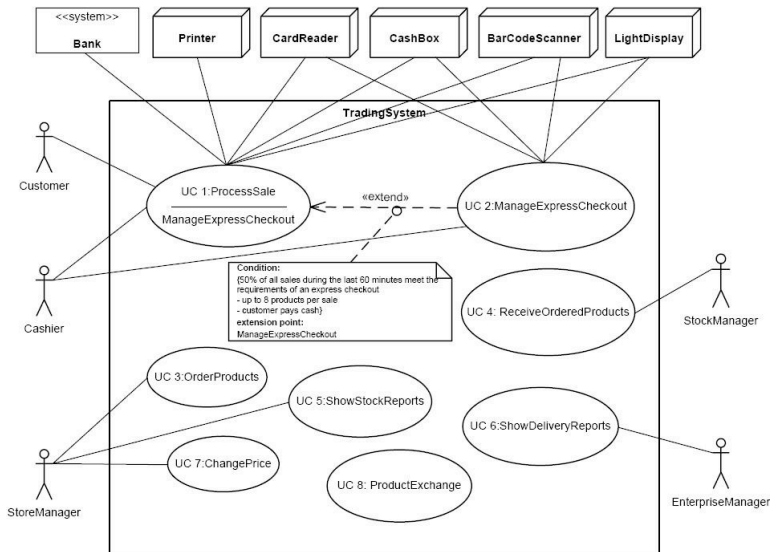 <<system>>
Bank
Printer
CardReader
CashBox
BarCodeScanner
LightDisplay
TradingSystem
Customer
UC 1:ProcessSale
ManageExpressCheckout
«extend»
UC 2:ManageExpressCheckout
Cashier
Condition:
{50% of all sales during the last 60 minutes meet the
requirements of an express checkout
- up to 8 products per sale
- customer pays cash}
extension point:
ManageExpressCheckout
UC 4: ReceiveOrderedProducts
StockManager
UC 3:OrderProducts
UC 5:ShowStockReports
UC 6:ShowDeliveryReports
UC 7:ChangePrice
UC 8: ProductExchange
StoreManager
EnterpriseManager